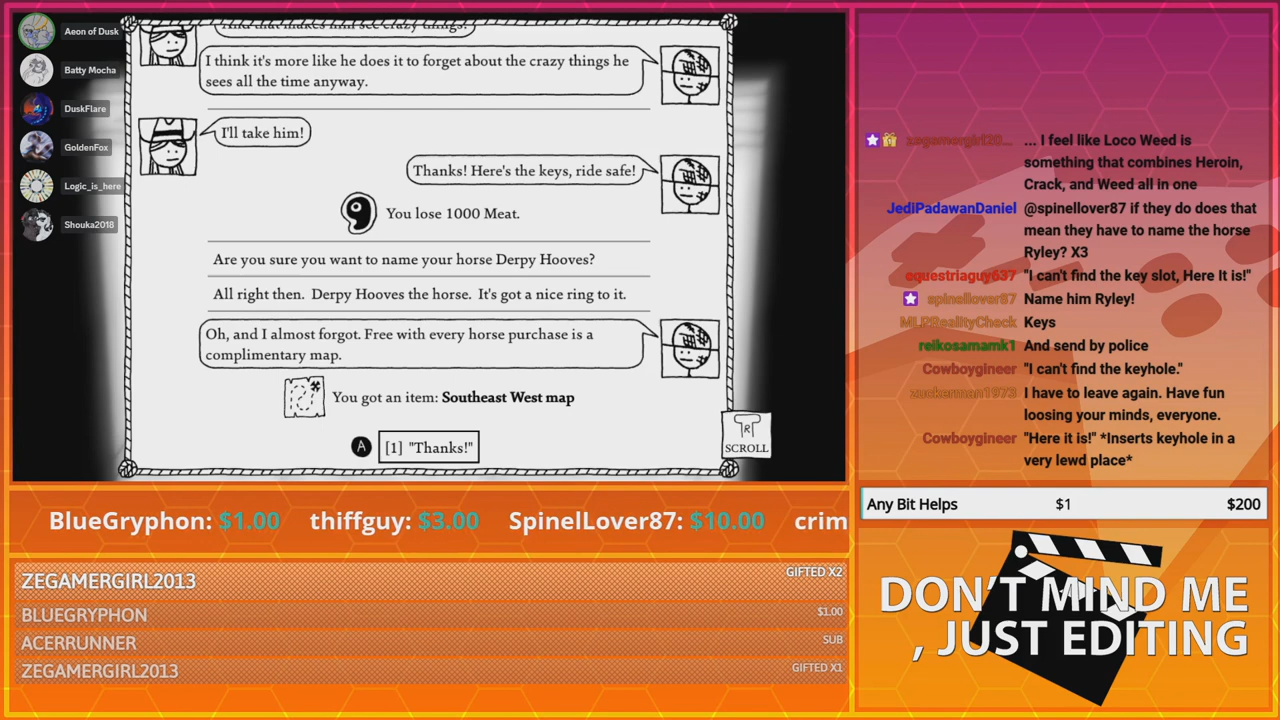 Aeon of Dusk
Batty Mocha
DuskFlare
GoldenFox
Logic_is_here
Shouka2018
And that makes him see crazy things!
I think it's more like he does it to forget about the crazy things he
sees all the time anyway.
I'll take him!
Thanks! Here's the keys, ride safe!
You lose 1000 Meat.
Are you sure you want to name your horse Derpy Hooves?
All right then. Derpy Hooves the horse. It's got a nice ring to it.
Oh, and I almost forgot. Free with every horse purchase is a
complimentary map.
You got an item: Southeast West map
A [1] "Thanks!"
R
SCROLL
BlueGryphon: $1.00 thiffguy: $3.00 SpinelLover87: $10.00 crim
ZEGAMERGIRL2013 GIFTED X2
BLUEGRYPHON $1.00
ACERRUNNER SUB
ZEGAMERGIRL2013 GIFTED X1
... I feel like Loco Weed is
something that combines Heroin,
Crack, and Weed all in one
JediPadawanDaniel @spinellover87 if they do does that
mean they have to name the horse
Ryley? X3
equestriaguy637 "I can't find the key slot, Here It is!"
spinellover87 Name him Ryley!
MLPRealityCheck Keys
reikosamamk1 And send by police
Cowboygineer "I can't find the keyhole."
zuckerman1973 I have to leave again. Have fun
loosing your minds, everyone.
Cowboygineer "Here it is!" *Inserts keyhole in a
very lewd place*
Any Bit Helps $1 $200
DON'T MIND ME
, JUST EDITING